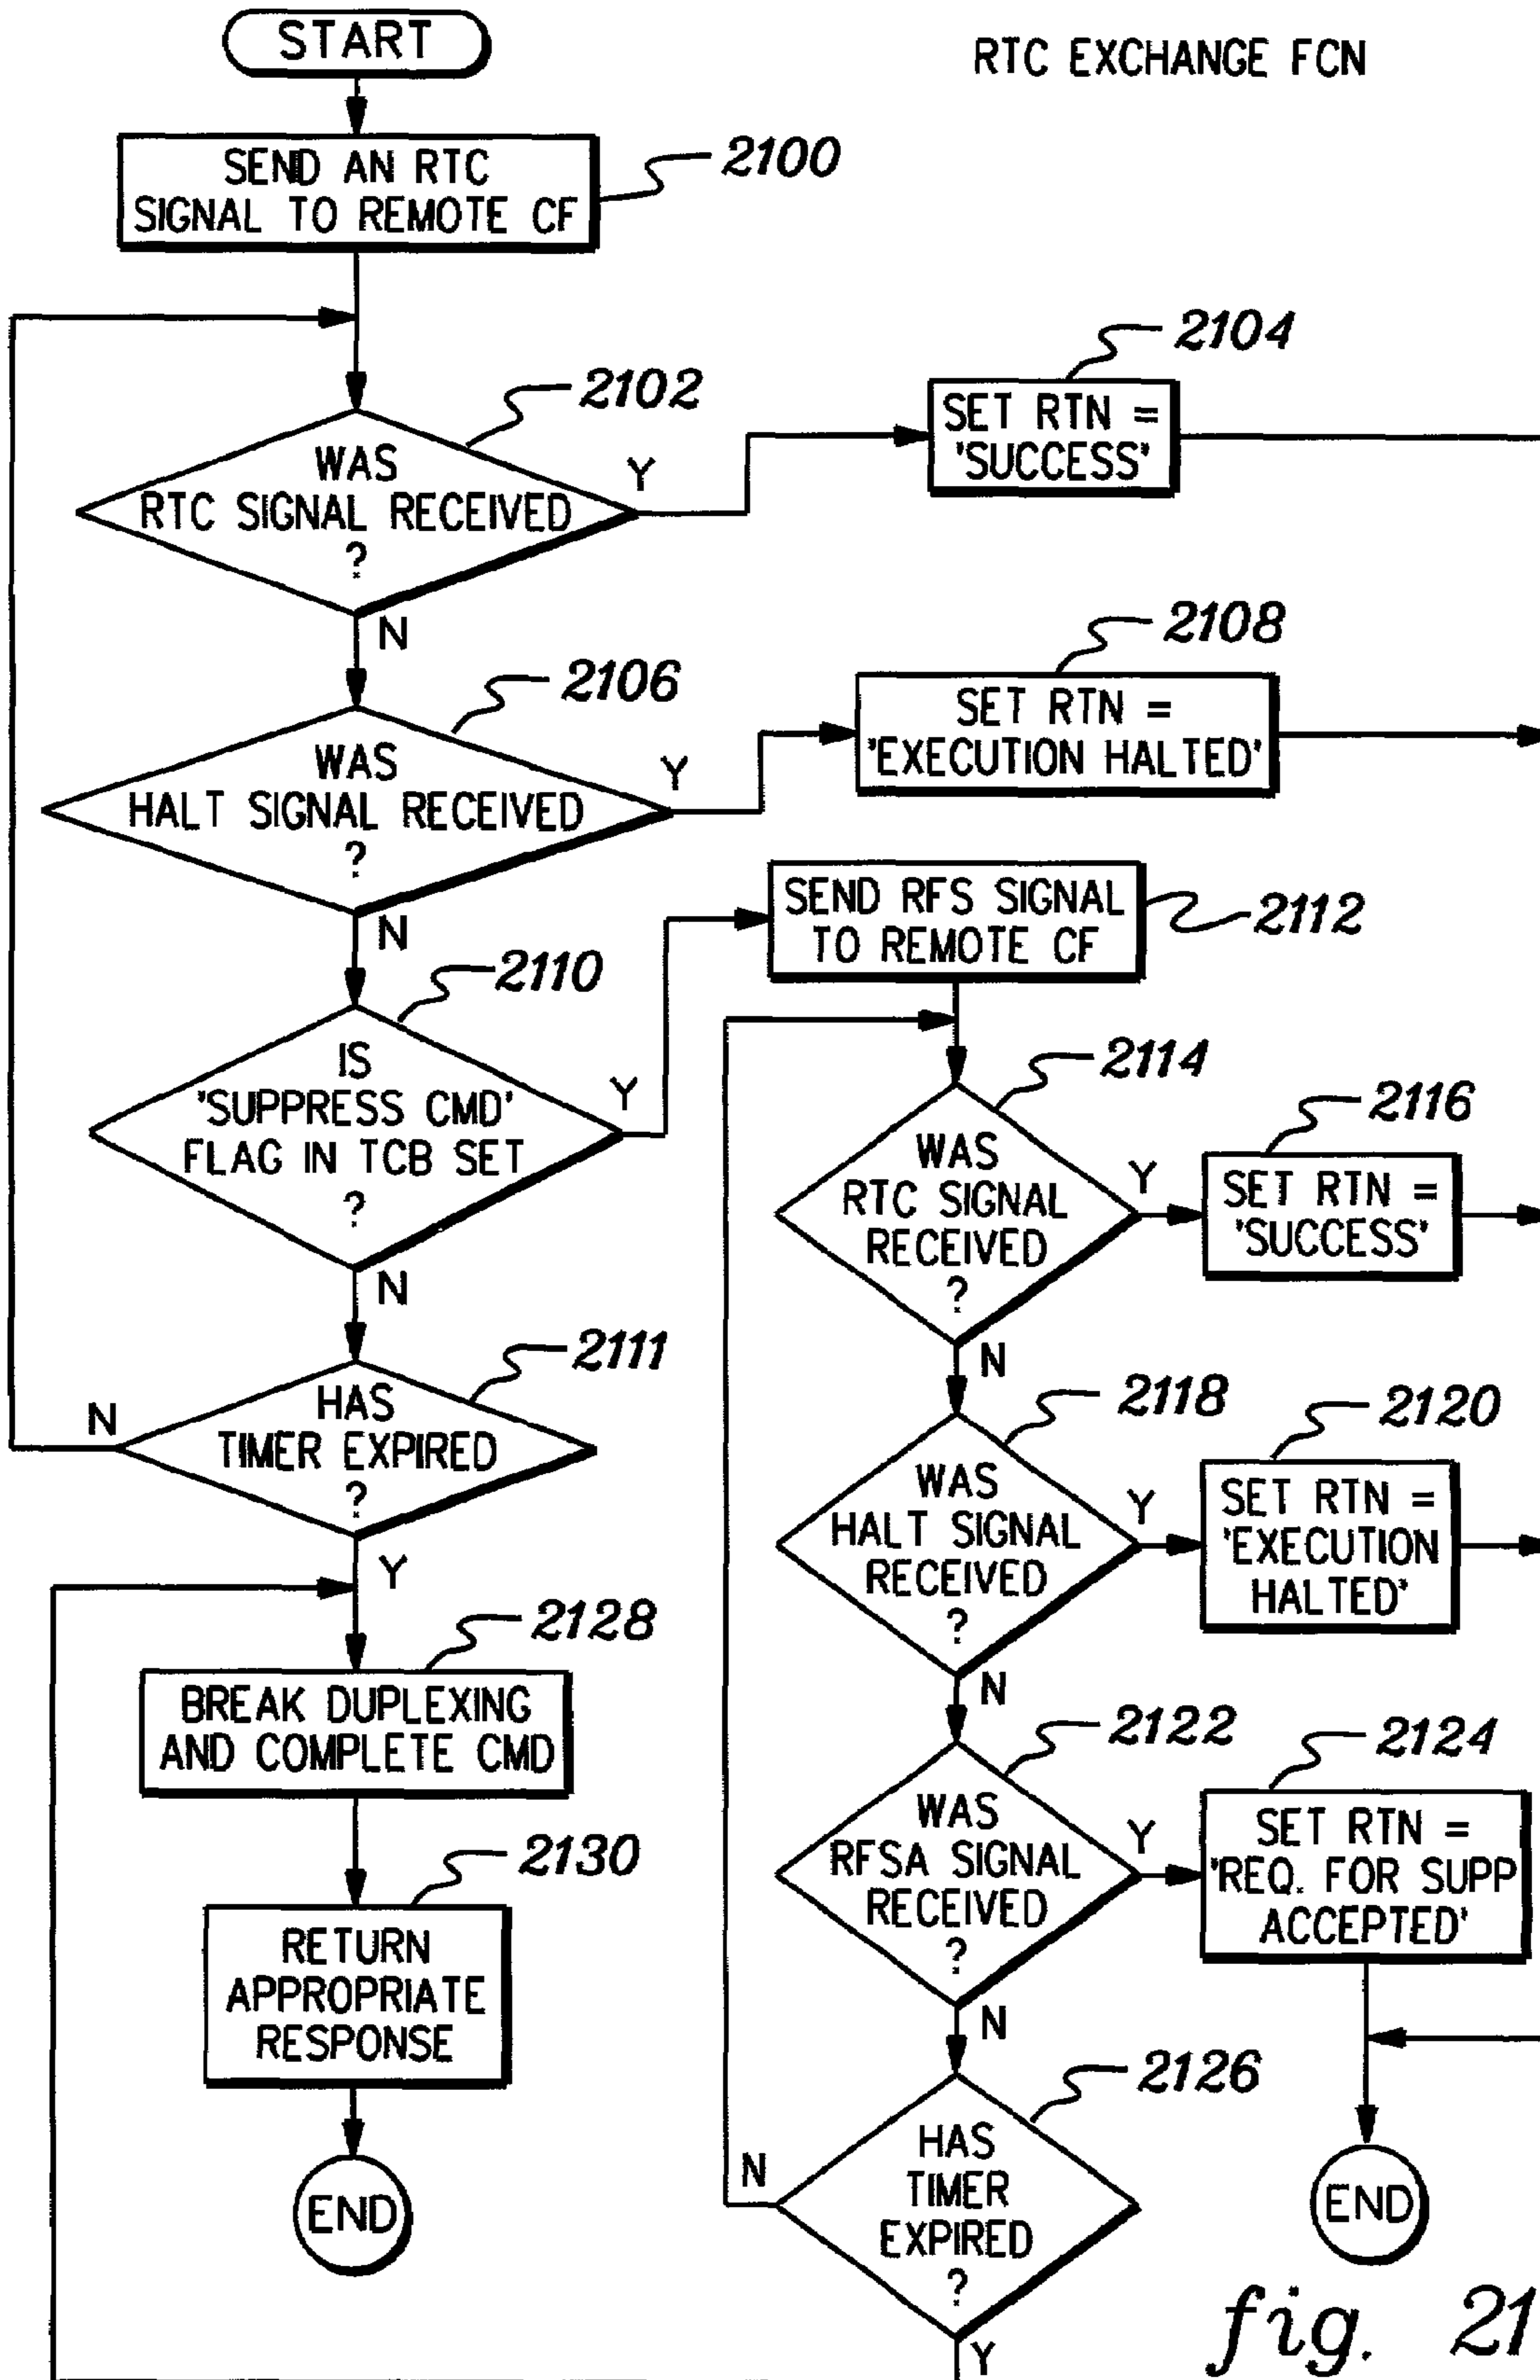 START
RTC EXCHANGE FCN
SEND AN RTC
SIGNAL TO REMOTE CF
2100
2102
WAS
RTC SIGNAL RECEIVED
?
Y
N
2104
SET RTN =
'SUCCESS'
2106
WAS
HALT SIGNAL RECEIVED
?
Y
N
2108
SET RTN =
'EXECUTION HALTED'
2110
IS
'SUPPRESS CMD'
FLAG IN TCB SET
?
Y
N
SEND RFS SIGNAL
TO REMOTE CF
2112
2111
HAS
TIMER EXPIRED
?
N
Y
2114
WAS
RTC SIGNAL
RECEIVED
?
Y
N
2116
SET RTN =
'SUCCESS'
2118
WAS
HALT SIGNAL
RECEIVED
?
Y
N
2120
SET RTN =
'EXECUTION
HALTED'
2128
BREAK DUPLEXING
AND COMPLETE CMD
2122
WAS
RFSA SIGNAL
RECEIVED
?
Y
N
2124
SET RTN =
'REQ. FOR SUPP
ACCEPTED'
2130
RETURN
APPROPRIATE
RESPONSE
END
2126
HAS
TIMER
EXPIRED
?
N
Y
END
fig. 21